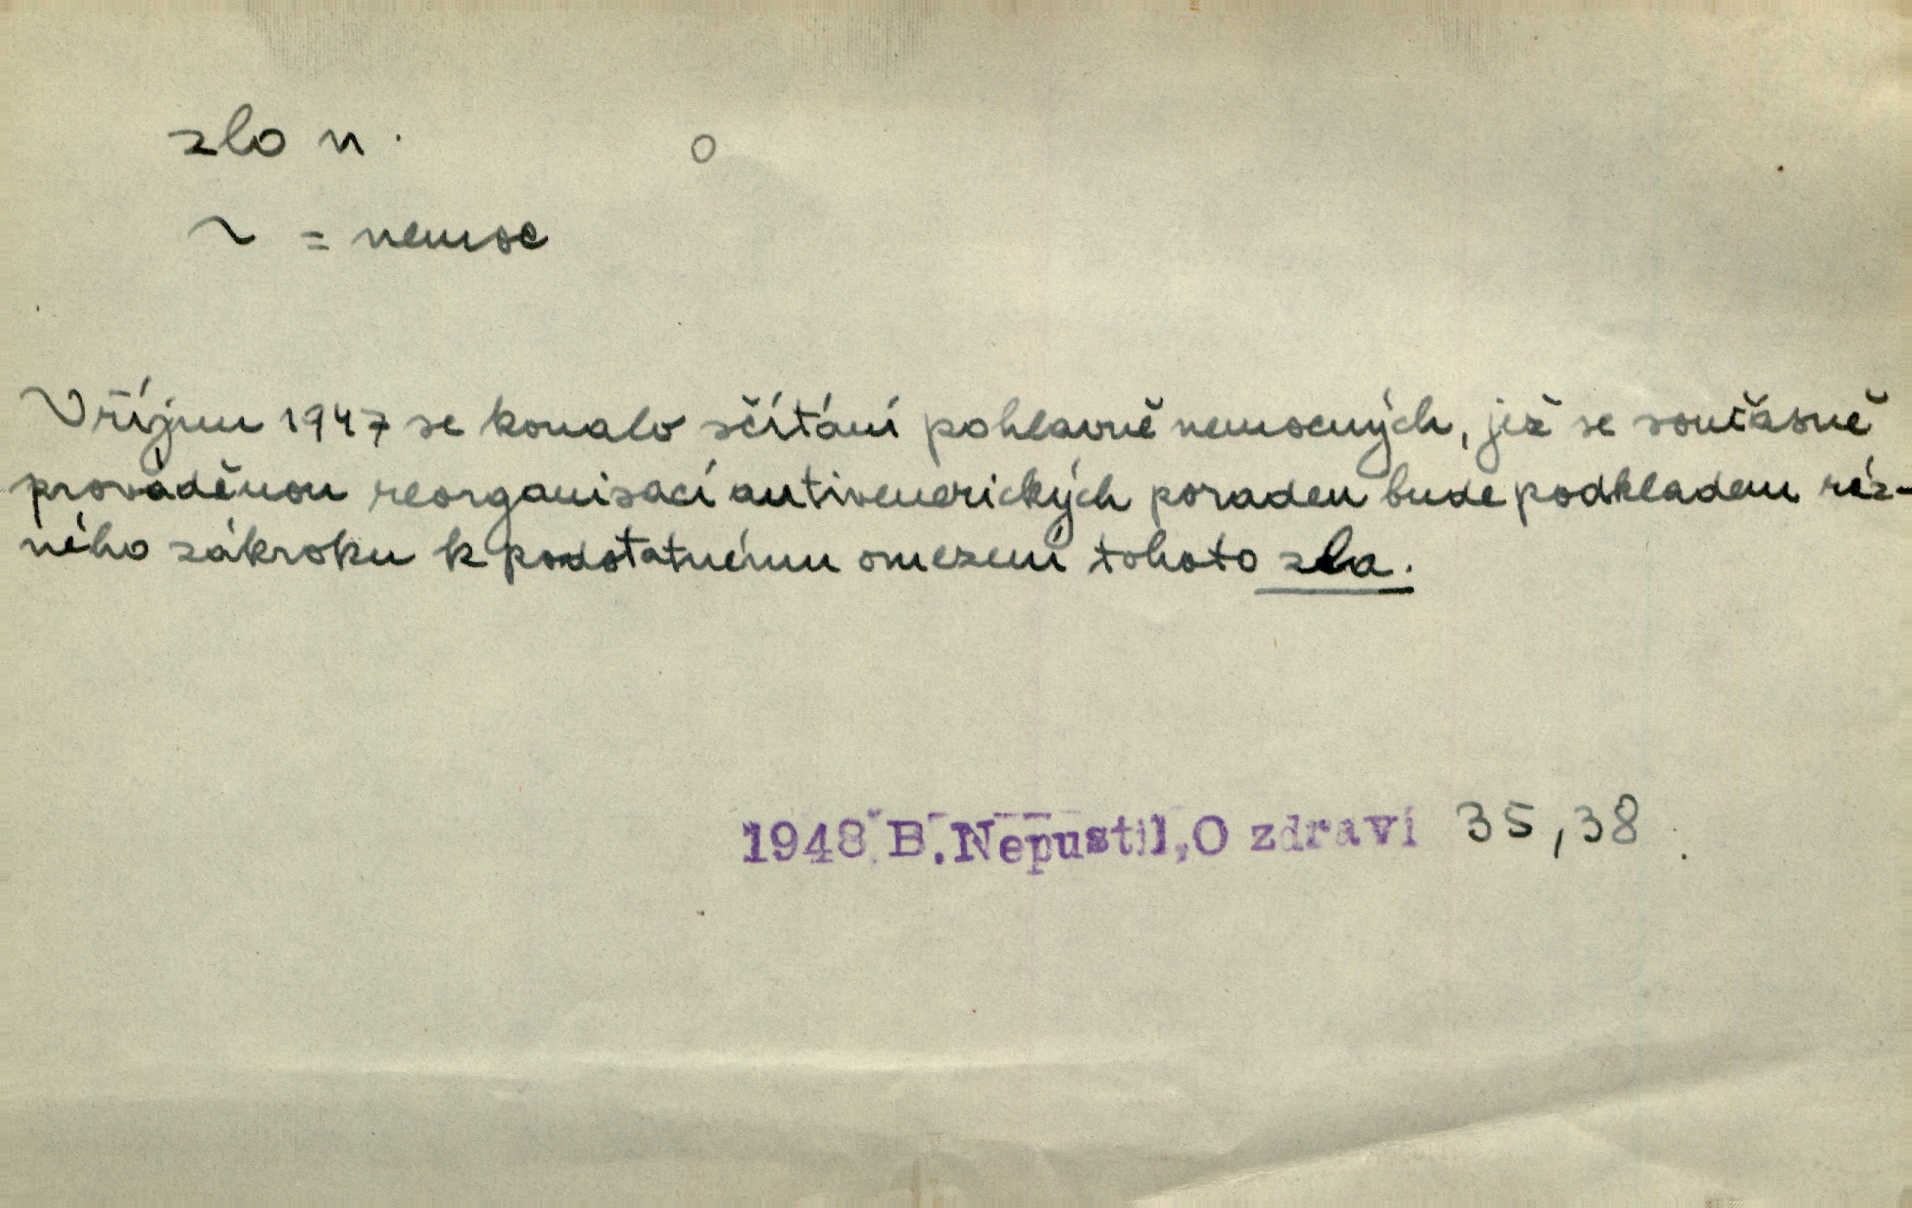 zlo n.
o
~ = nemoc
V říjnu 1947 se konalo sčítání pohlavně nemocných, jež se současně
prováděnou reorganisací antivenerických poraden bude podkladem ráz-
ného zákroku k podstatnému omezení tohoto zla.
1948 B.Nepustil,O zdraví 35,38